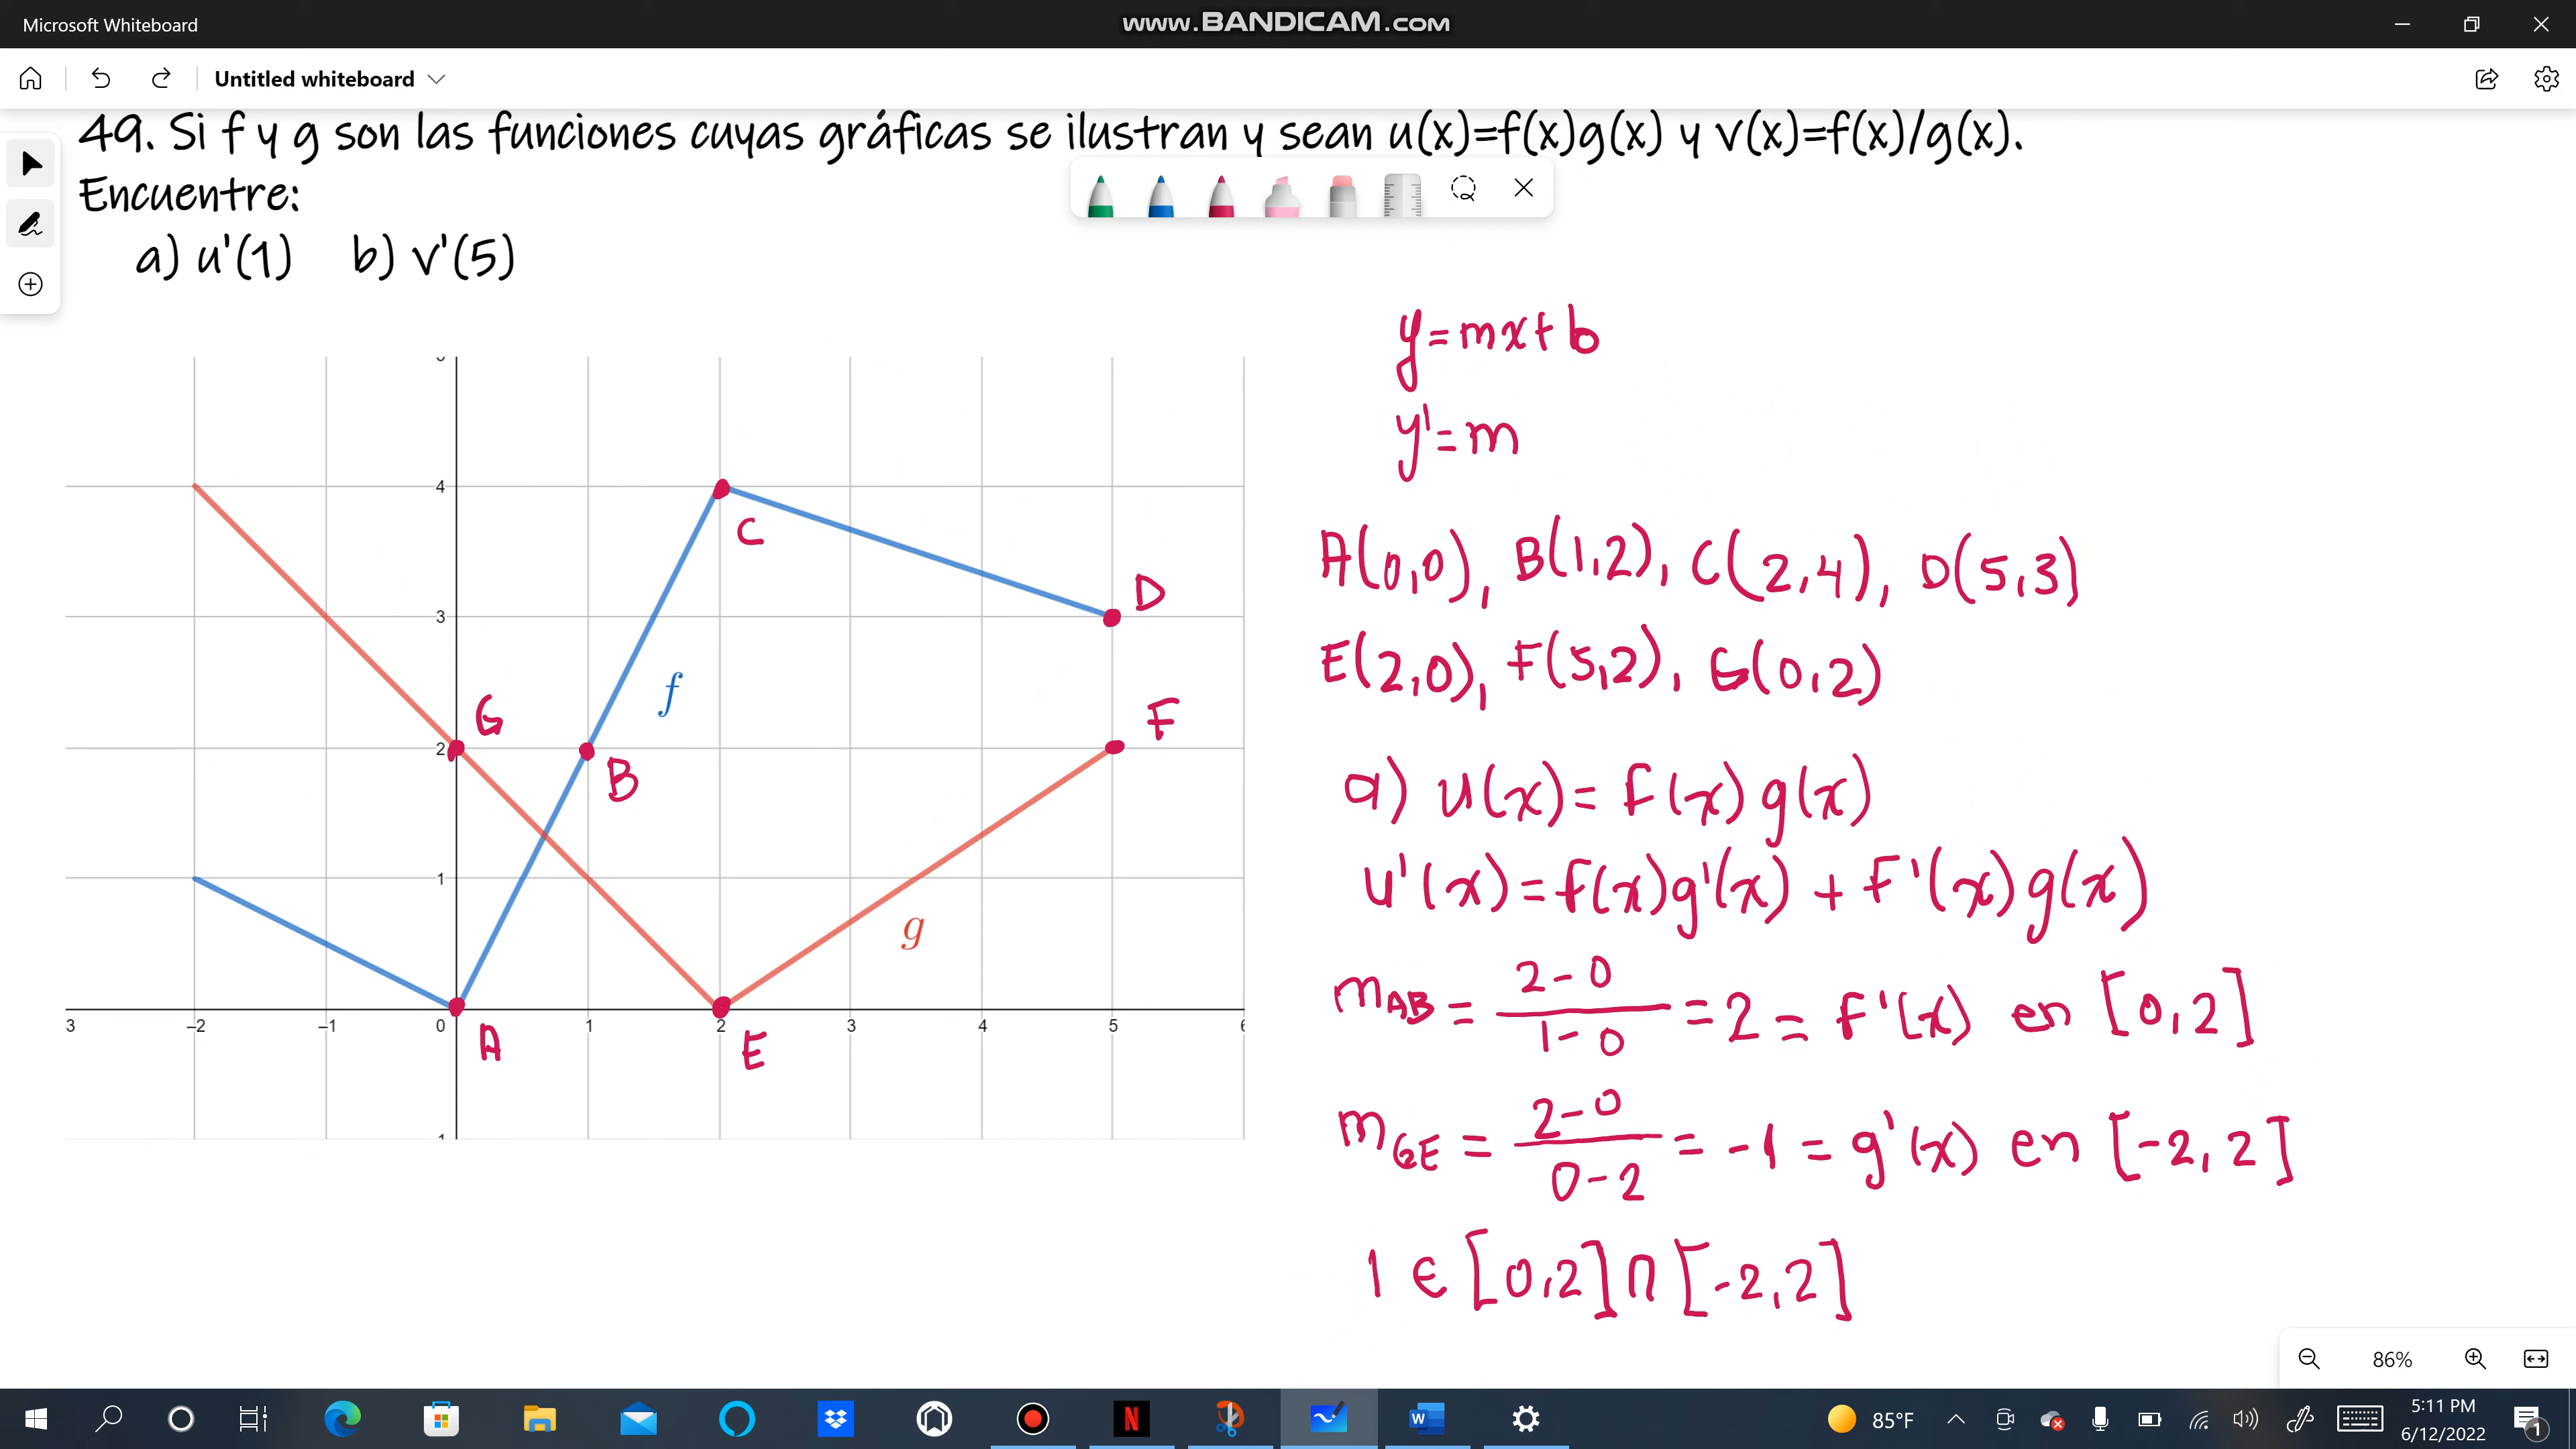 Microsoft Whiteboard
www.BANDICAM.com
Untitled whiteboard
49. Si f y g son las funciones cuyas gráficas se ilustran y sean u(x)=f(x)g(x) y v(x)=f(x)/g(x).
Encuentre:
a) u'(1) b) v'(5)
y=mx+b
y'=m
A(0,0), B(1,2), C(2,4), D(5,3)
E(2,0), F(5,2), G(0,2)
a) u(x)= f(x)g(x)
u'(x)=f(x)g'(x) + f'(x)g(x)
m_AB = (2-0)/(1-0) = 2 = f'(x) en [0,2]
m_GE = (2-0)/(0-2) = -1 = g'(x) en [-2,2]
1 ∈ [0,2] ∩ [-2,2]
4
C
D
3
f
G
F
2
B
1
g
3 -2 -1 0 1 2 3 4 5
A
E
86%
85°F
5:11 PM
6/12/2022
1